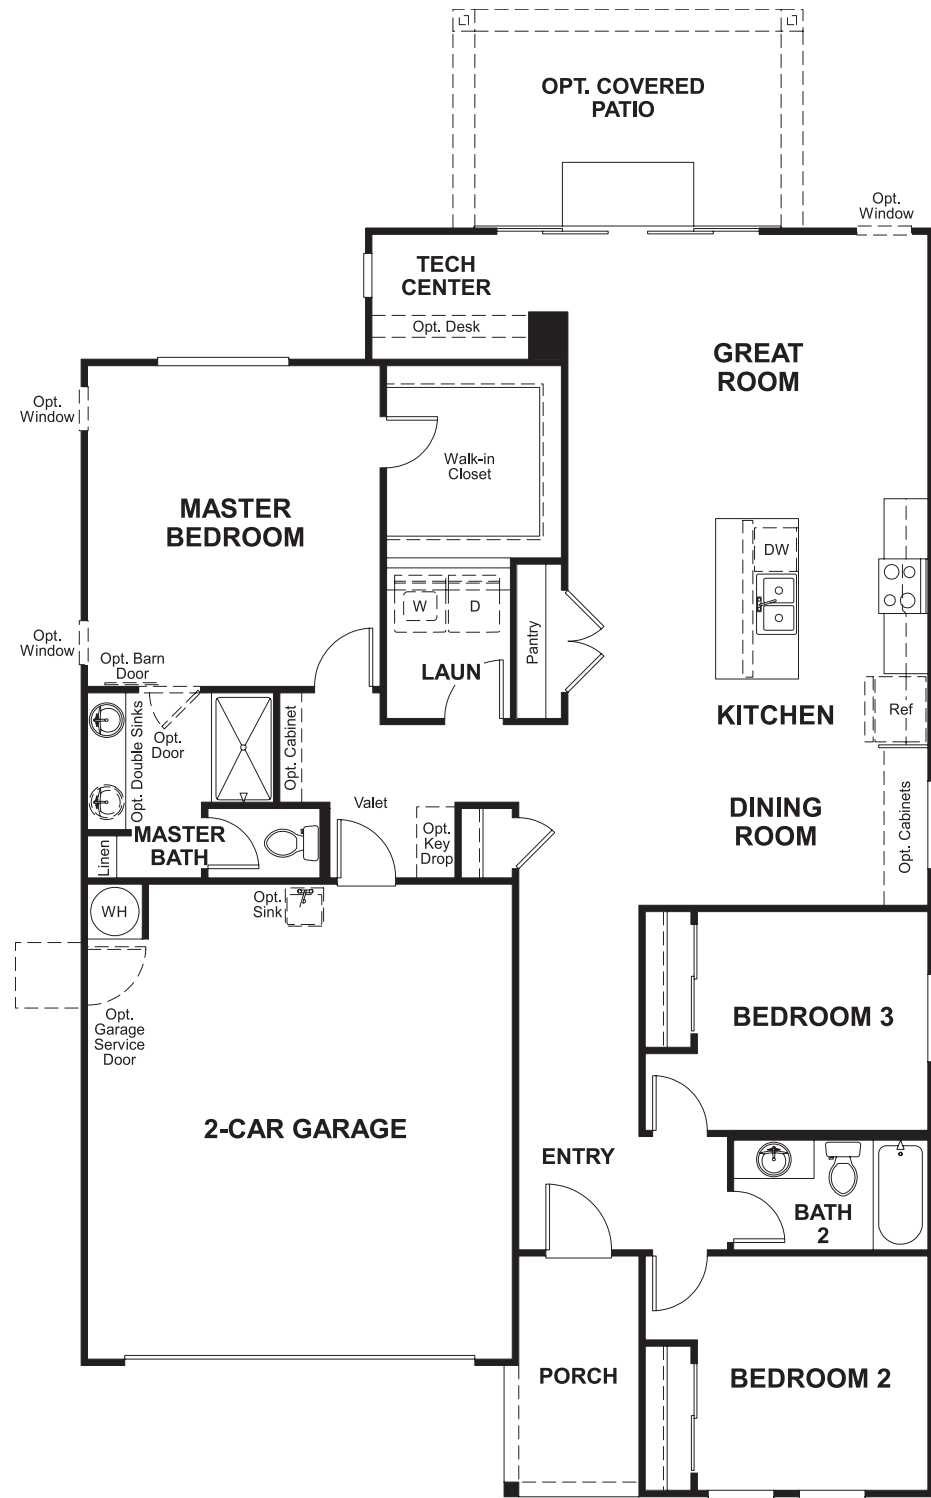 OPT. COVERED
PATIO
Opt.
Window
TECH
CENTER
Opt. Desk
GREAT
ROOM
Opt.
Window
Walk-in
Closet
MASTER
BEDROOM
DW
W
D
Pantry
Opt.
Window
Opt. Barn
Door
LAUN
Ref
KITCHEN
Opt. Double Sinks
Opt.
Door
Opt. Cabinet
Valet
DINING
ROOM
Opt. Cabinets
MASTER
BATH
Linen
Opt.
Key
Drop
Opt.
Sink
WH
Opt.
Garage
Service
Door
BEDROOM 3
2-CAR GARAGE
ENTRY
BATH
2
PORCH
BEDROOM 2